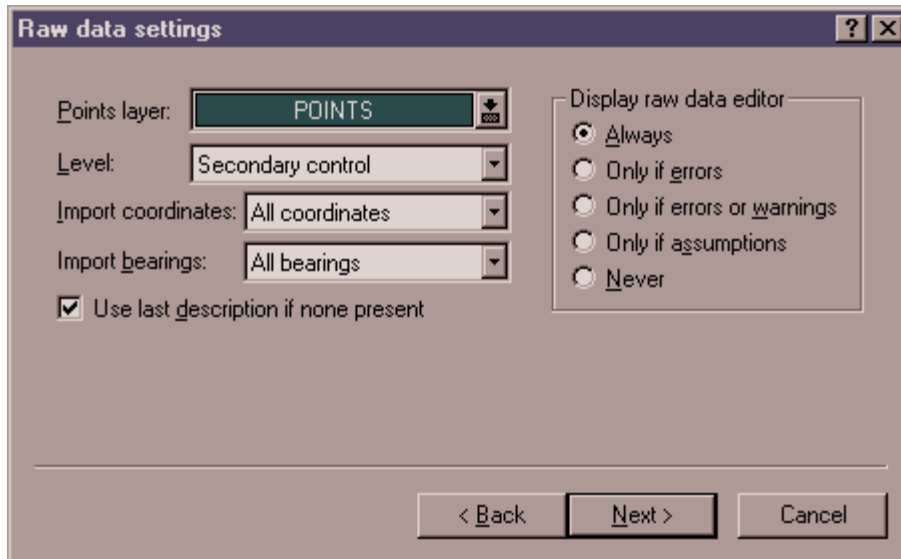 Raw data settings
Points layer: POINTS
Level: Secondary control
Import coordinates: All coordinates
Import bearings: All bearings
Use last description if none present
Display raw data editor
Always
Only if errors
Only if errors or warnings
Only if assumptions
Never
< Back Next > Cancel